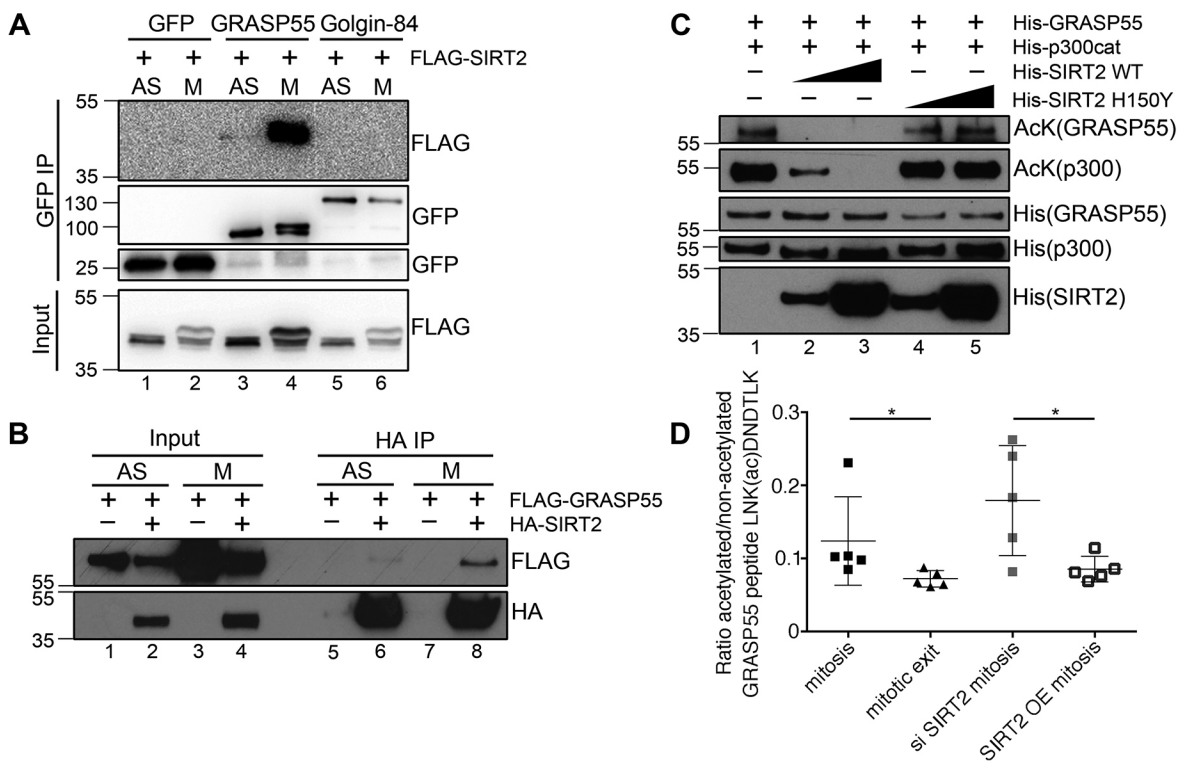 A
GFP GRASP55 Golgin-84
+ + + + + + FLAG-SIRT2
AS M AS M AS M
GFP IP
55
35
FLAG
130
100
GFP
25
GFP
Input
55
35
FLAG
1 2 3 4 5 6
B
Input HA IP
AS M AS M
+ + + + + + + + FLAG-GRASP55
– + – + – + – + HA-SIRT2
FLAG
55
55
HA
35
1 2 3 4 5 6 7 8
C
+ + + + + His-GRASP55
+ + + + + His-p300cat
– – – His-SIRT2 WT
– – – His-SIRT2 H150Y
55
AcK(GRASP55)
55
AcK(p300)
55
His(GRASP55)
55
His(p300)
55
His(SIRT2)
35
1 2 3 4 5
D
Ratio acetylated/non-acetylated
GRASP55 peptide LNK(ac)DNDTLK
0.3
0.2
0.1
0
* *
mitosis
mitotic exit
si SIRT2 mitosis
SIRT2 OE mitosis